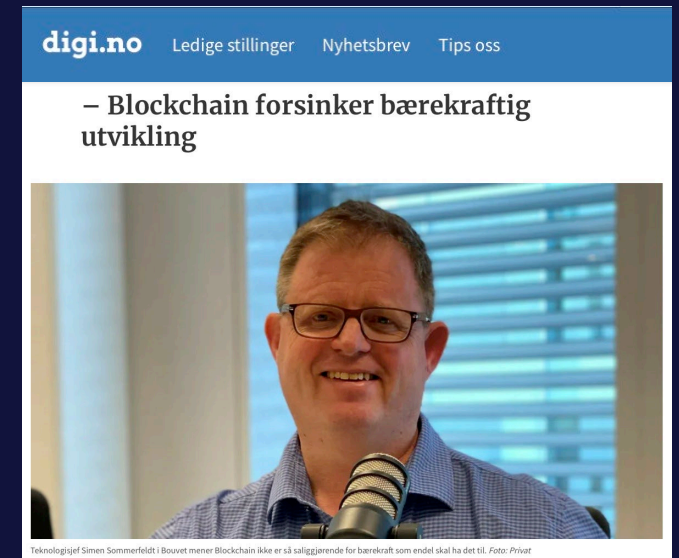 digi.no Ledige stillinger Nyhetsbrev Tips oss
– Blockchain forsinker bærekraftig
utvikling
Teknologisjef Simen Sommerfeldt i Bouvet mener Blockchain ikke er så saliggjørende for bærekraft som endel skal ha det til. Foto: Privat